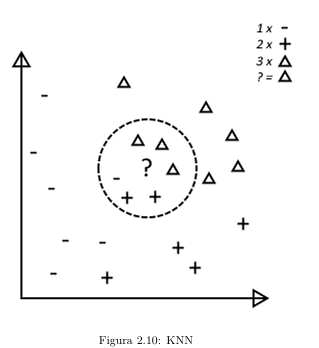 1 x -
2 x +
3 x Δ
? = Δ
?
Figura 2.10: KNN